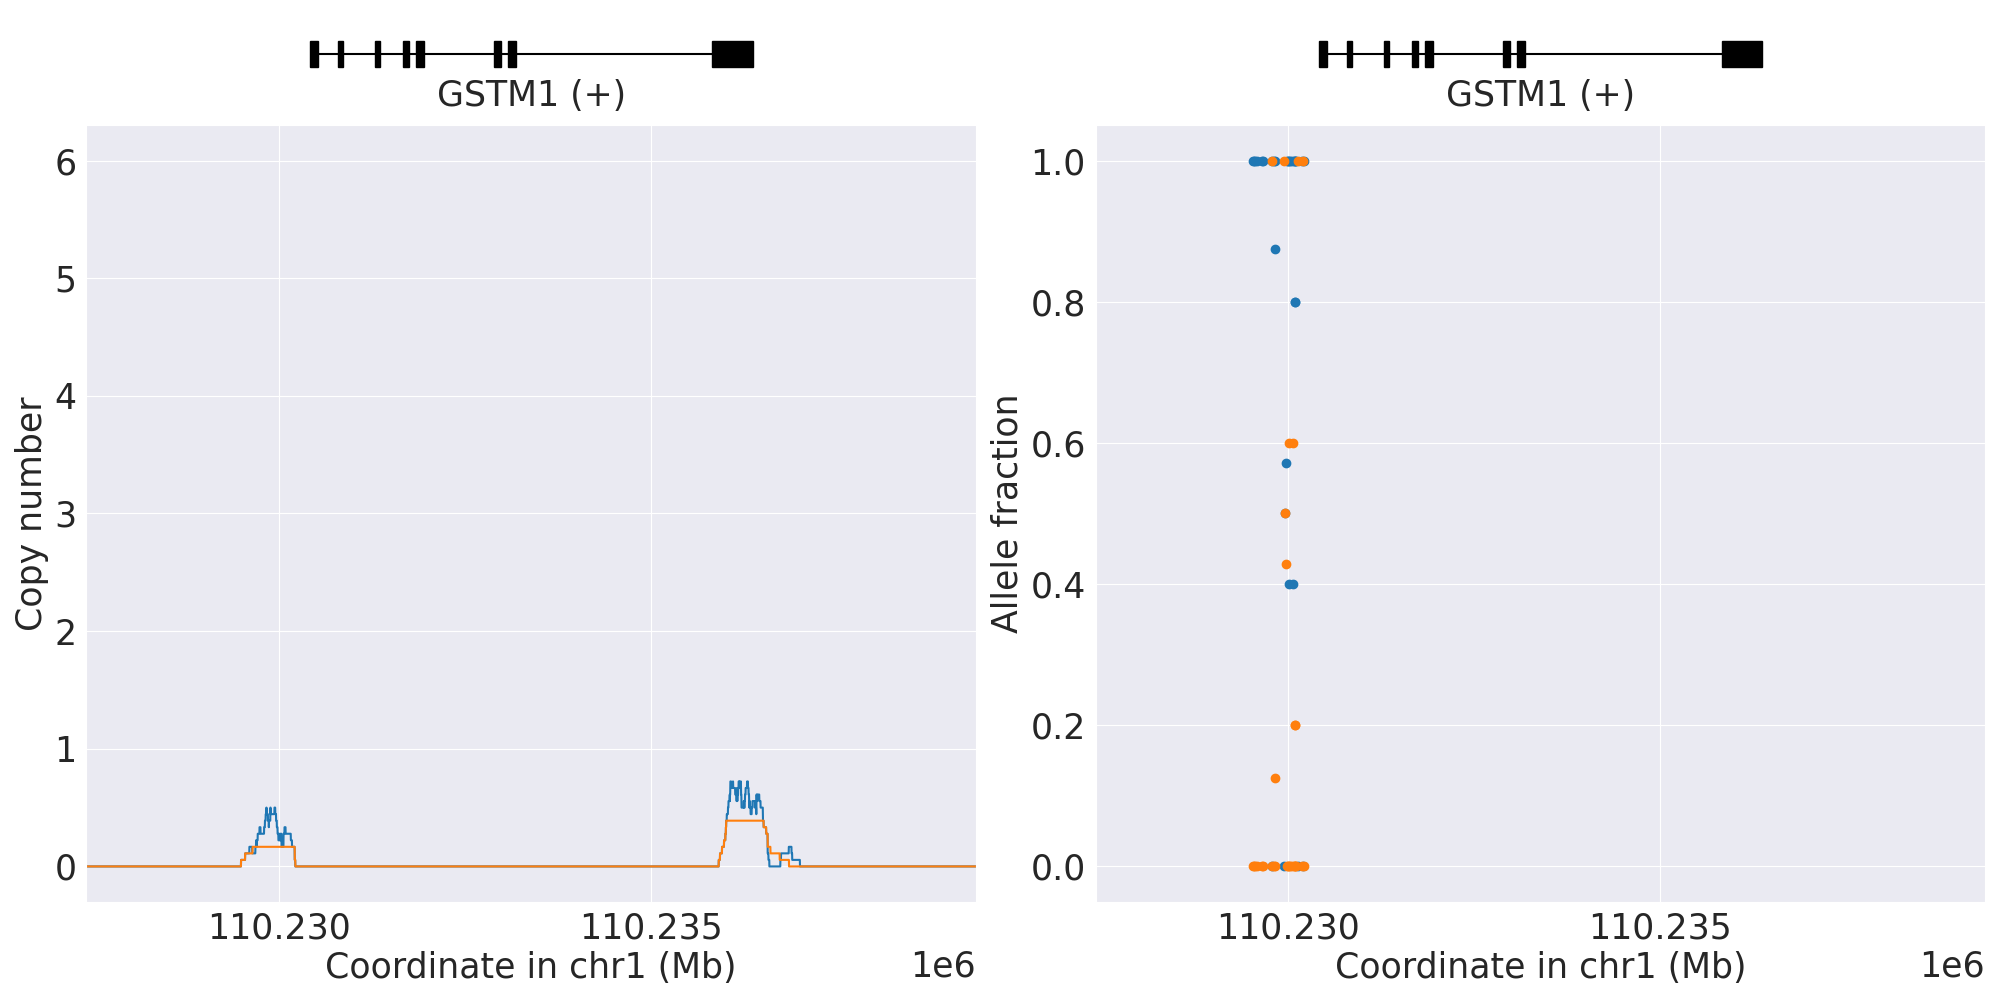 GSTM1 (+)
6
5
4
3
2
1
0
Copy number
110.230
110.235
Coordinate in chr1 (Mb)
1e6
GSTM1 (+)
1.0
0.8
0.6
0.4
0.2
0.0
Allele fraction
110.230
110.235
Coordinate in chr1 (Mb)
1e6